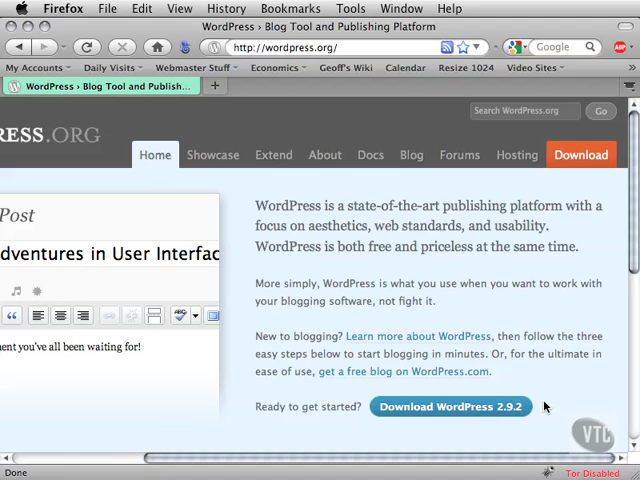 Firefox File Edit View History Bookmarks Tools Window Help
WordPress › Blog Tool and Publishing Platform
http://wordpress.org/
Google
ABP
My Accounts Daily Visits Webmaster Stuff Economics Geoff's Wiki Calendar Resize 1024 Video Sites »
WordPress › Blog Tool and Publish...
Search WordPress.org Go
RESS.ORG
Home Showcase Extend About Docs Blog Forums Hosting Download
Post
dventures in User Interfac
ABC
ment you've all been waiting for!
WordPress is a state-of-the-art publishing platform with a
focus on aesthetics, web standards, and usability.
WordPress is both free and priceless at the same time.
More simply, WordPress is what you use when you want to work with
your blogging software, not fight it.
New to blogging? Learn more about WordPress, then follow the three
easy steps below to start blogging in minutes. Or, for the ultimate in
ease of use, get a free blog on WordPress.com.
Ready to get started? Download WordPress 2.9.2
VTC
Done
Tor Disabled